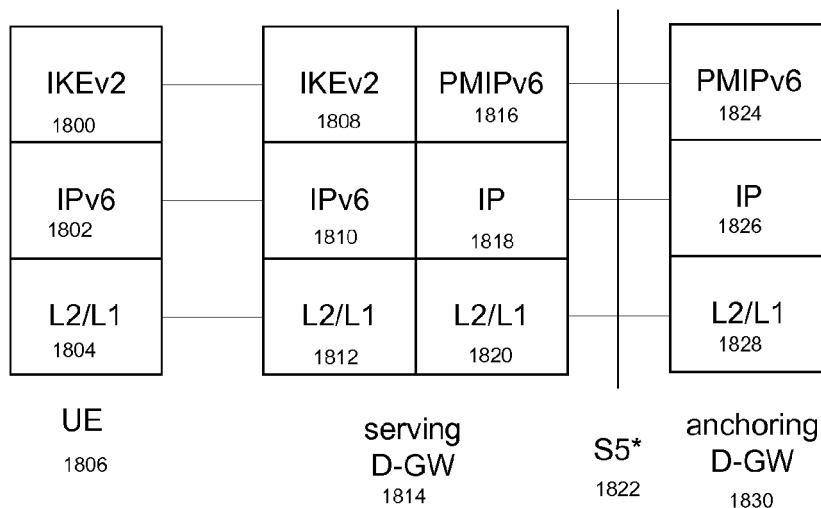 IKEv2
1800
IKEv2
1808
PMIPv6
1816
PMIPv6
1824
IPv6
1802
IPv6
1810
IP
1818
IP
1826
L2/L1
1804
L2/L1
1812
L2/L1
1820
L2/L1
1828
UE
1806
serving
D-GW
1814
S5*
1822
anchoring
D-GW
1830